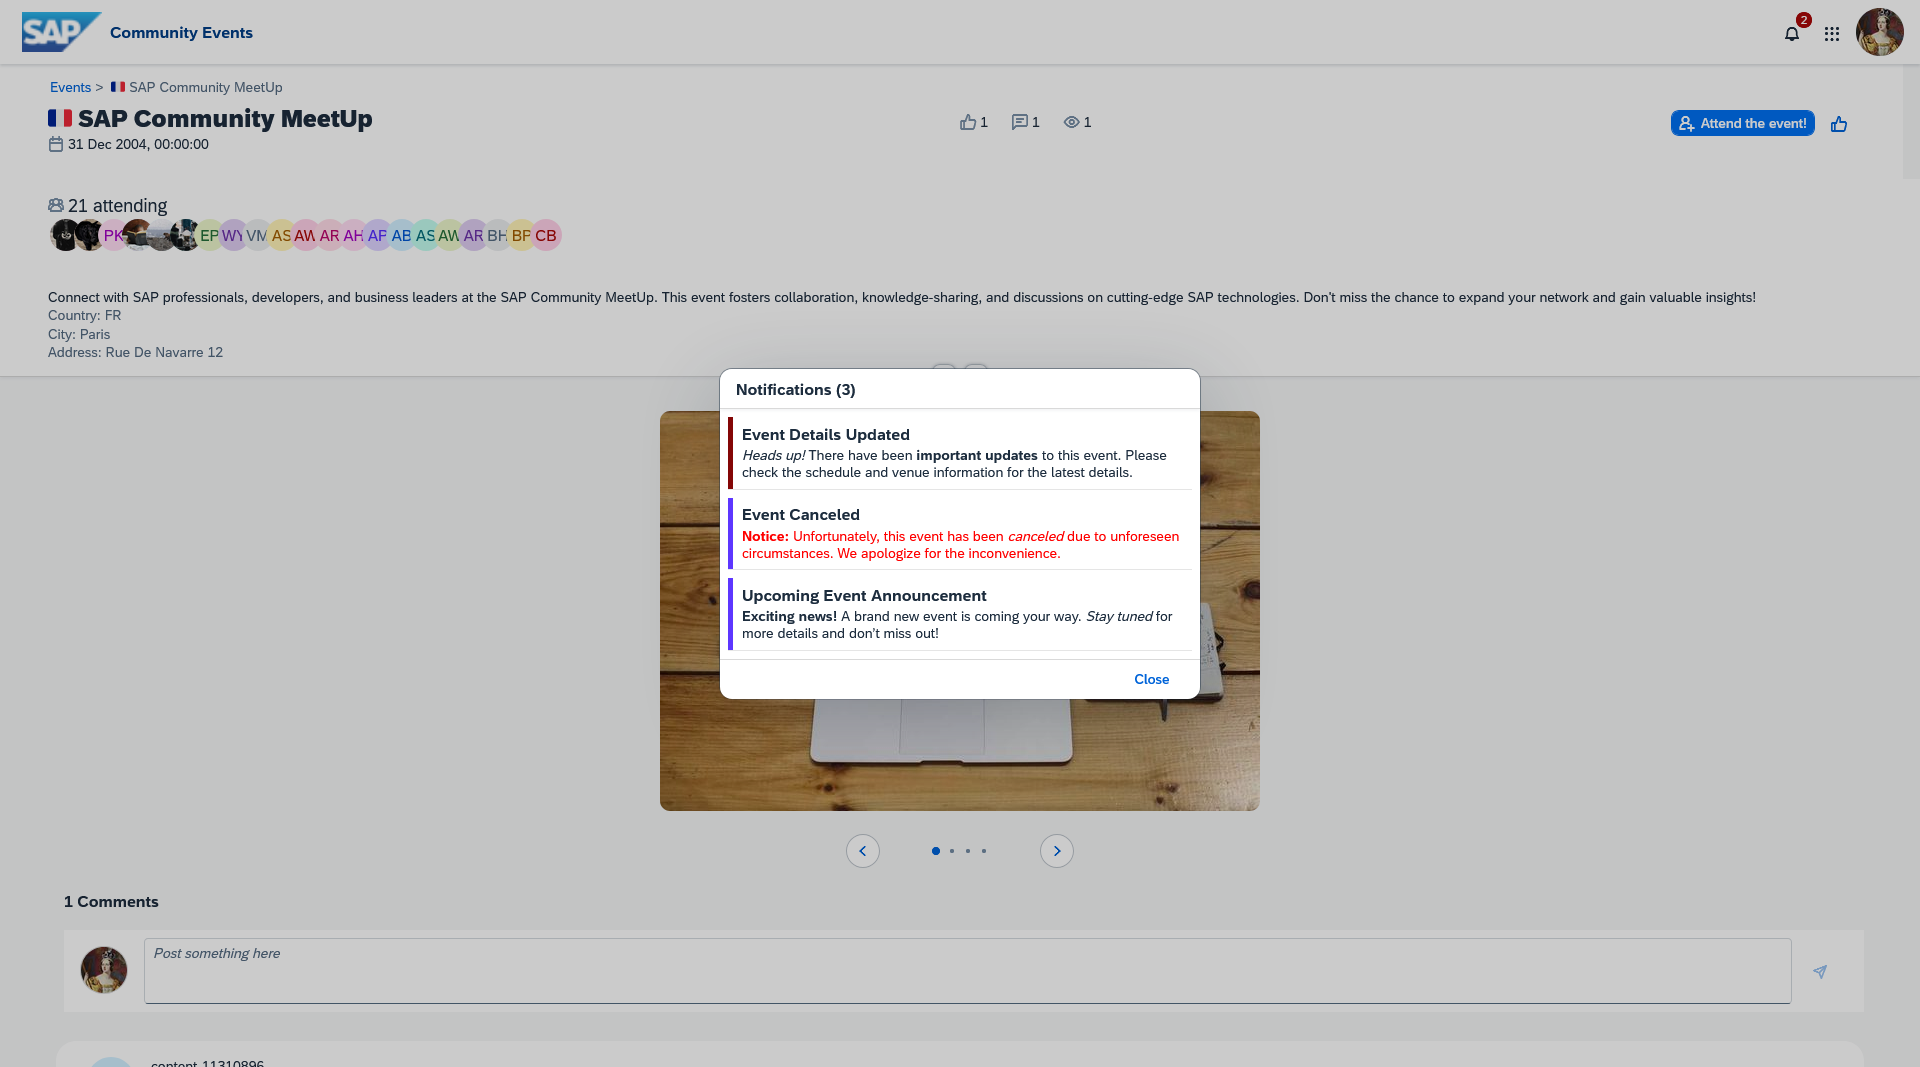 SAP Community Events
2
Events > SAP Community MeetUp
SAP Community MeetUp
1 1 1
Attend the event!
31 Dec 2004, 00:00:00
21 attending
PK EP WY VM AS AW AR AH AP AB AS AW AR BH BP CB
Connect with SAP professionals, developers, and business leaders at the SAP Community MeetUp. This event fosters collaboration, knowledge-sharing, and discussions on cutting-edge SAP technologies. Don't miss the chance to expand your network and gain valuable insights!
Country: FR
City: Paris
Address: Rue De Navarre 12
Notifications (3)
Event Details Updated
Heads up! There have been important updates to this event. Please
check the schedule and venue information for the latest details.
Event Canceled
Notice: Unfortunately, this event has been canceled due to unforeseen
circumstances. We apologize for the inconvenience.
Upcoming Event Announcement
Exciting news! A brand new event is coming your way. Stay tuned for
more details and don't miss out!
Close
1 Comments
Post something here
content 11310896